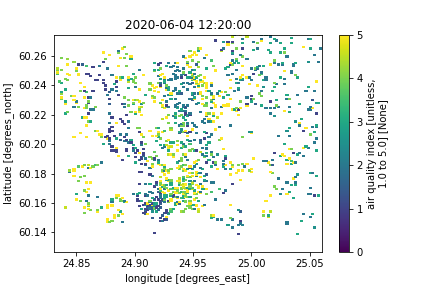 2020-06-04 12:20:00
60.26
60.24
60.22
60.20
60.18
60.16
60.14
latitude [degrees_north]
24.85 24.90 24.95 25.00 25.05
longitude [degrees_east]
5
4
3
2
1
0
air quality index [unitless,
1.0 to 5.0] [None]